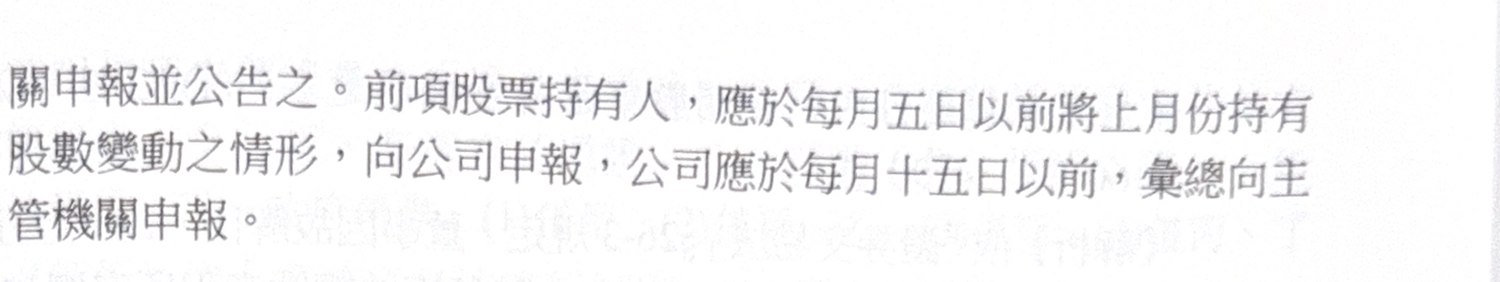 關申報並公告之。前項股票持有人，應於每月五日以前將上月份持有
股數變動之情形，向公司申報，公司應於每月十五日以前，彙總向主
管機關申報。